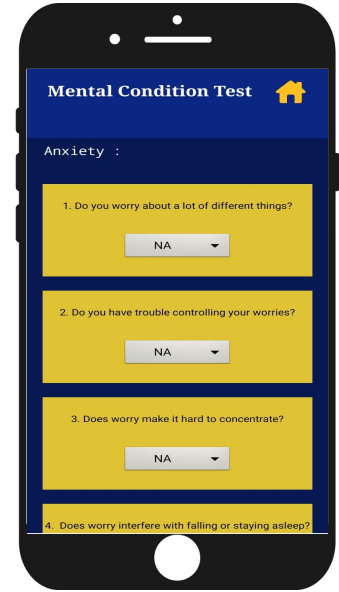 Mental Condition Test
Anxiety :
1. Do you worry about a lot of different things?
NA
2. Do you have trouble controlling your worries?
NA
3. Does worry make it hard to concentrate?
NA
4. Does worry interfere with falling or staying asleep?